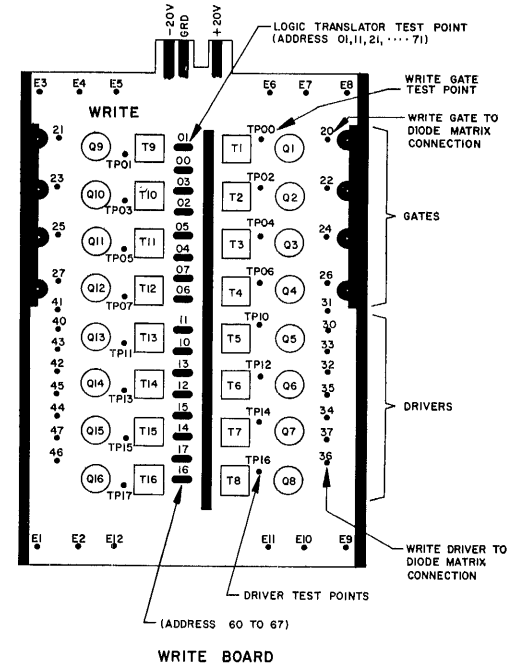 -20V
GRD
+20V
LOGIC TRANSLATOR TEST POINT
(ADDRESS 01,11,21, ···· 71)
E3 E4 E5 E6 E7 E8
WRITE GATE
TEST POINT
WRITE
WRITE GATE TO
DIODE MATRIX
CONNECTION
21 Q9 TP01 T9 01 T1 TP00 Q1 20
00
23 Q10 TP03 T10 03 T2 TP02 Q2 22
02
GATES
25 Q11 TP05 T11 05 T3 TP04 Q3 24
04
27 Q12 TP07 T12 07 T4 TP06 Q4 26
06
41 31
40 Q13 TP11 T13 11 T5 TP10 Q5 30
43 10 33
42 Q14 TP13 T14 13 T6 TP12 Q6 32
45 12 35
44 Q15 TP15 T15 15 T7 TP14 Q7 34
DRIVERS
47 14 37
46 Q16 TP17 T16 17 T8 TP16 Q8 36
16
E1 E2 E12 E11 E10 E9
WRITE DRIVER TO
DIODE MATRIX
CONNECTION
DRIVER TEST POINTS
(ADDRESS 60 TO 67)
WRITE BOARD